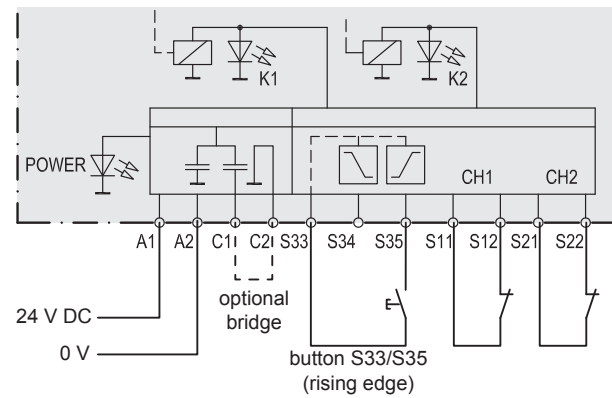 K1
K2
POWER
CH1
CH2
A1 A2 C1 C2 S33 S34 S35 S11 S12 S21 S22
optional
bridge
24 V DC
0 V
button S33/S35
(rising edge)